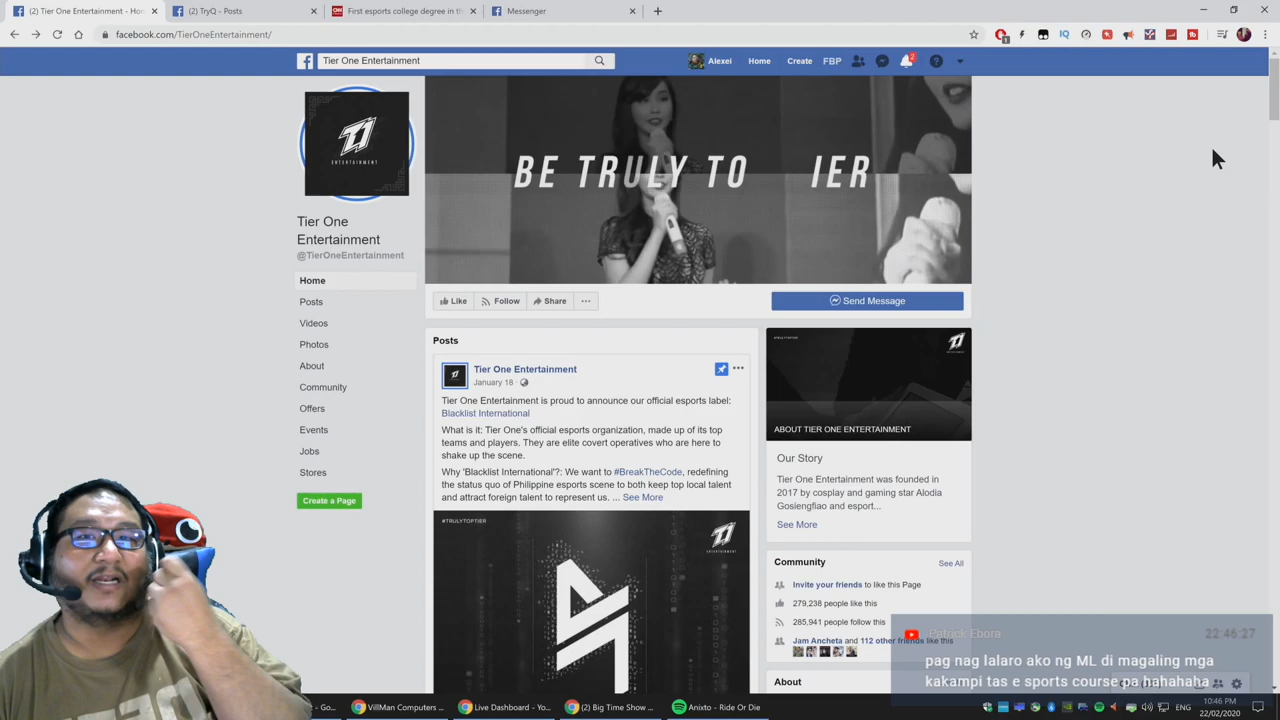 (2) Tier One Entertainment - Hom
(2) TryQ - Posts
First esports college degree in th
Messenger
facebook.com/TierOneEntertainment/
Tier One Entertainment
Alexei
Home
Create
FBP
2
BE TRULY TO IER
ENTERTAINMENT
Tier One
Entertainment
@TierOneEntertainment
Home
Posts
Videos
Photos
About
Community
Offers
Events
Jobs
Stores
Create a Page
Like
Follow
Share
Send Message
Posts
Tier One Entertainment
January 18
Tier One Entertainment is proud to announce our official esports label:
Blacklist International
What is it: Tier One's official esports organization, made up of its top
teams and players. They are elite covert operatives who are here to
shake up the scene.
Why 'Blacklist International'?: We want to #BreakTheCode, redefining
the status quo of Philippine esports scene to both keep top local talent
and attract foreign talent to represent us. ... See More
#TRULYTOPTIER
ENTERTAINMENT
ABOUT TIER ONE ENTERTAINMENT
Our Story
Tier One Entertainment was founded in
2017 by cosplay and gaming star Alodia
Gosiengfiao and esport...
See More
Community
See All
Invite your friends to like this Page
279,238 people like this
285,941 people follow this
Jam Ancheta and 112 other friends like this
About
Patrick Ebora
22:46:27
pag nag lalaro ako ng ML di magaling mga
kakampi tas e sports course pa hahahaha
- Goo...
VillMan Computers ...
Live Dashboard - Yo...
(2) Big Time Show ...
Anixto - Ride Or Die
ENG
10:46 PM
22/02/2020